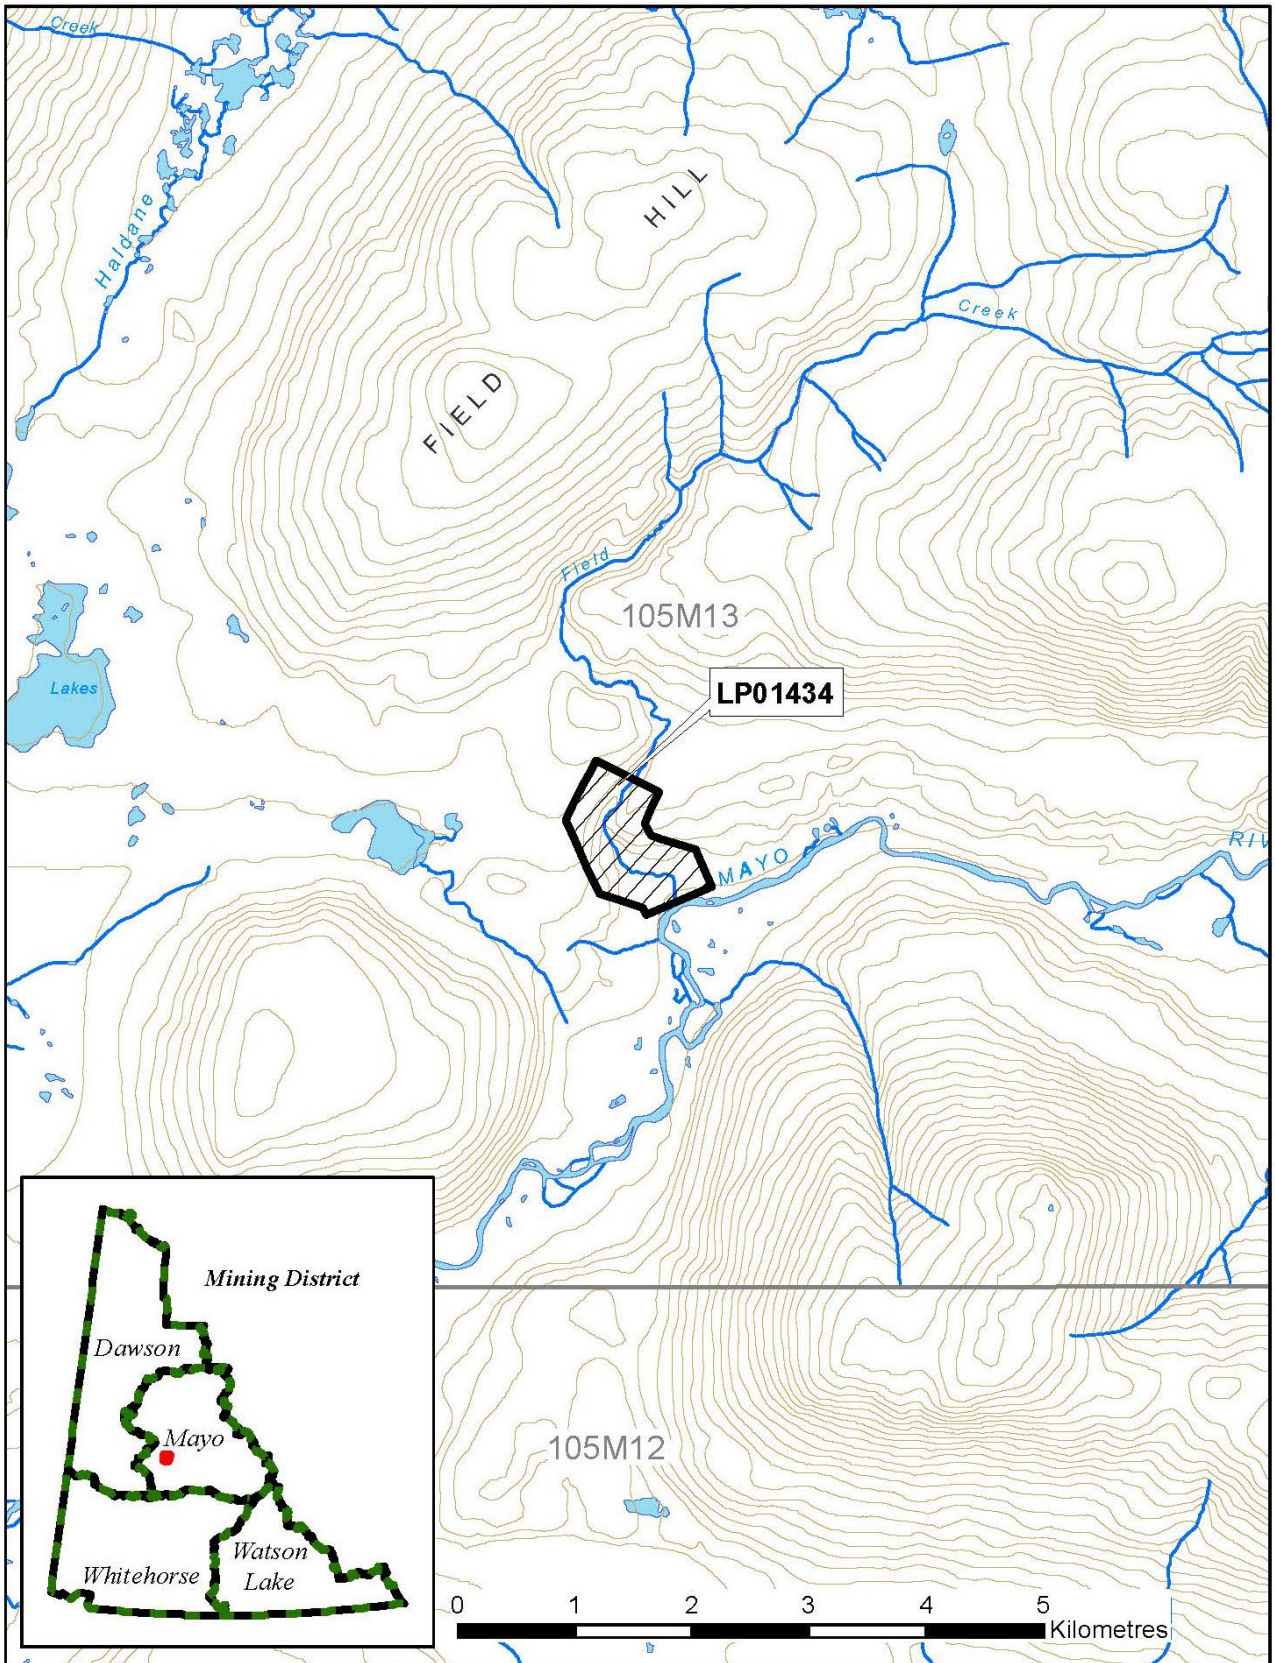 Creek
Haldane
HILL
Creek
FIELD
Field
105M13
Lakes
LP01434
MAYO
RIV
Mining District
Dawson
Mayo
Whitehorse
Watson
Lake
105M12
0 1 2 3 4 5
Kilometres